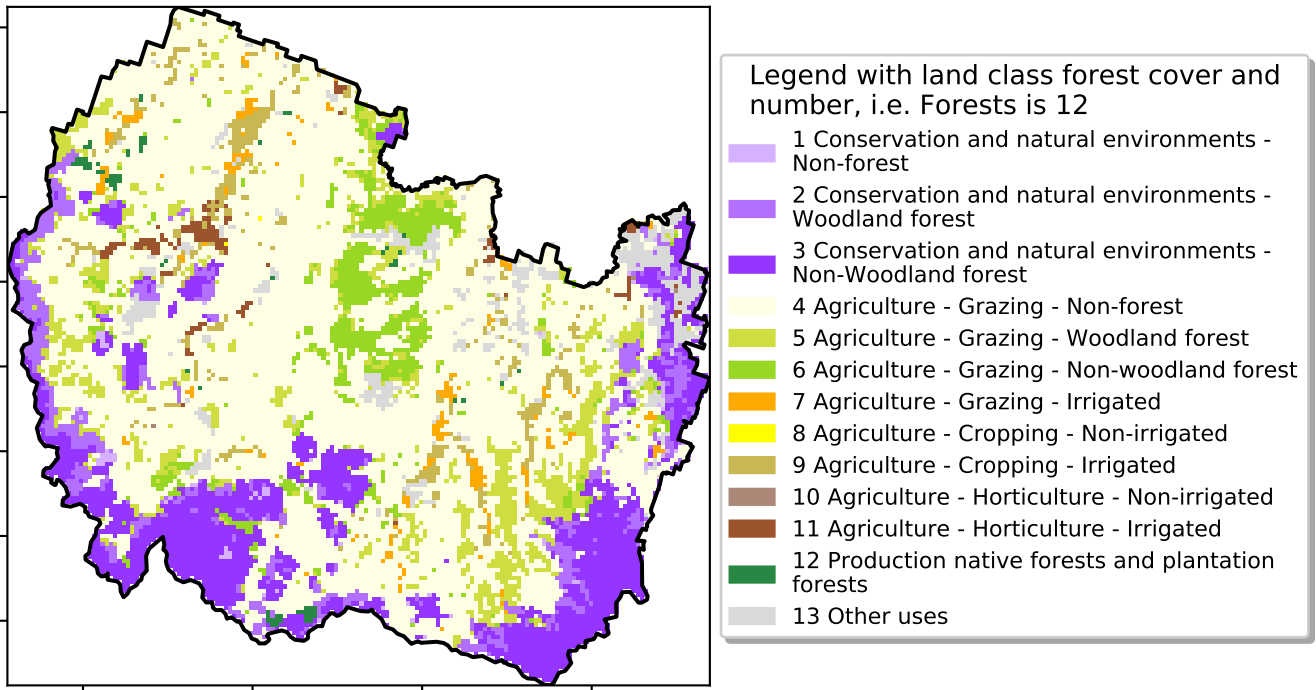 Legend with land class forest cover and
number, i.e. Forests is 12
1 Conservation and natural environments -
Non-forest
2 Conservation and natural environments -
Woodland forest
3 Conservation and natural environments -
Non-Woodland forest
4 Agriculture - Grazing - Non-forest
5 Agriculture - Grazing - Woodland forest
6 Agriculture - Grazing - Non-woodland forest
7 Agriculture - Grazing - Irrigated
8 Agriculture - Cropping - Non-irrigated
9 Agriculture - Cropping - Irrigated
10 Agriculture - Horticulture - Non-irrigated
11 Agriculture - Horticulture - Irrigated
12 Production native forests and plantation
forests
13 Other uses